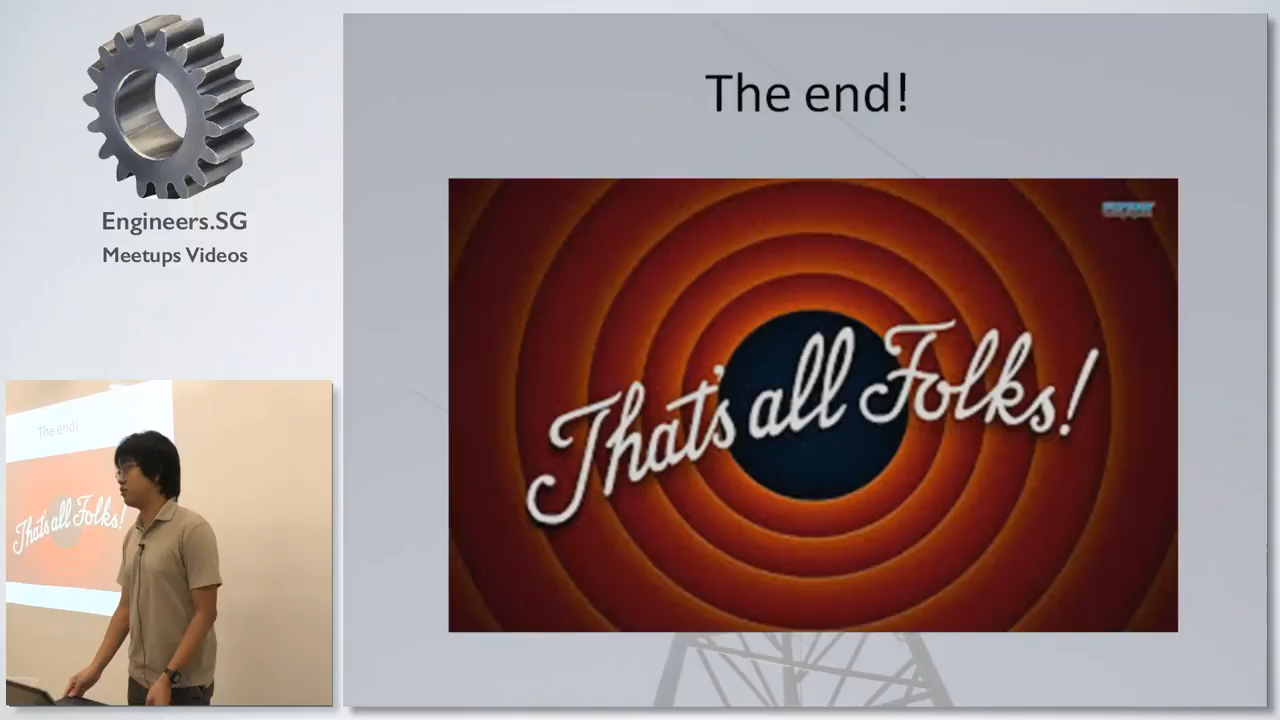 Engineers.SG
Meetups Videos
The end!
That's all Folks!
The end!
That's all Folks!